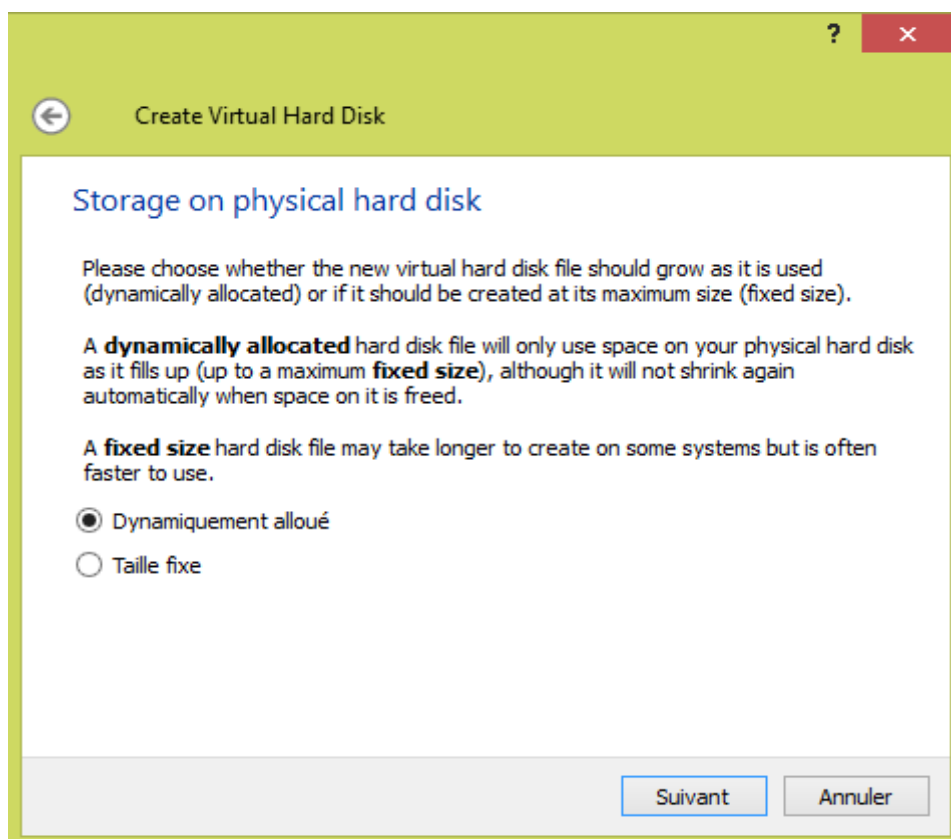 ?
Create Virtual Hard Disk
Storage on physical hard disk
Please choose whether the new virtual hard disk file should grow as it is used
(dynamically allocated) or if it should be created at its maximum size (fixed size).
A dynamically allocated hard disk file will only use space on your physical hard disk
as it fills up (up to a maximum fixed size), although it will not shrink again
automatically when space on it is freed.
A fixed size hard disk file may take longer to create on some systems but is often
faster to use.
Dynamiquement alloué
Taille fixe
Suivant
Annuler